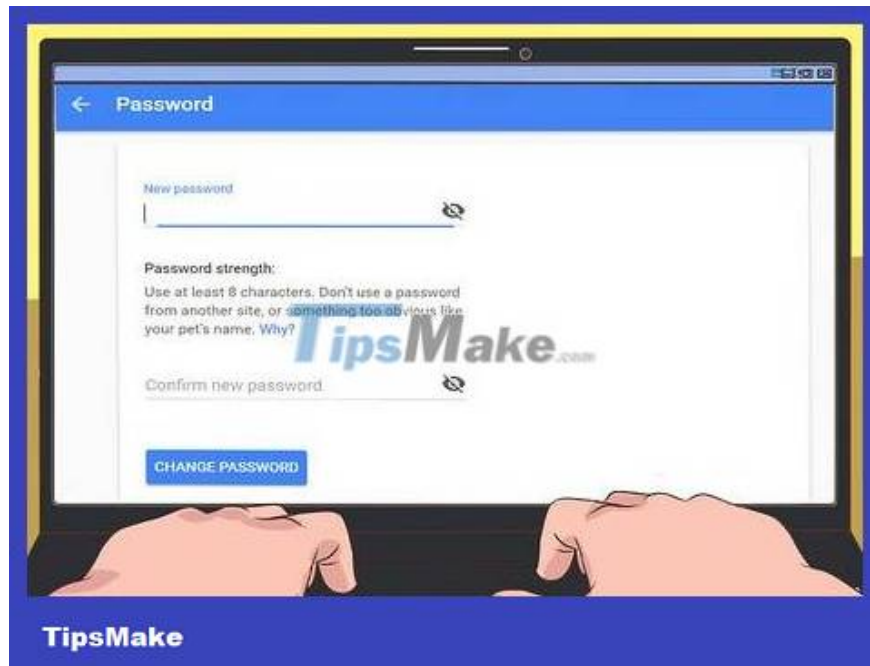 Password
New password
Password strength:
Use at least 8 characters. Don't use a password
from another site, or something too obvious like
your pet's name. Why?
TipsMake.com
Confirm new password
CHANGE PASSWORD
TipsMake